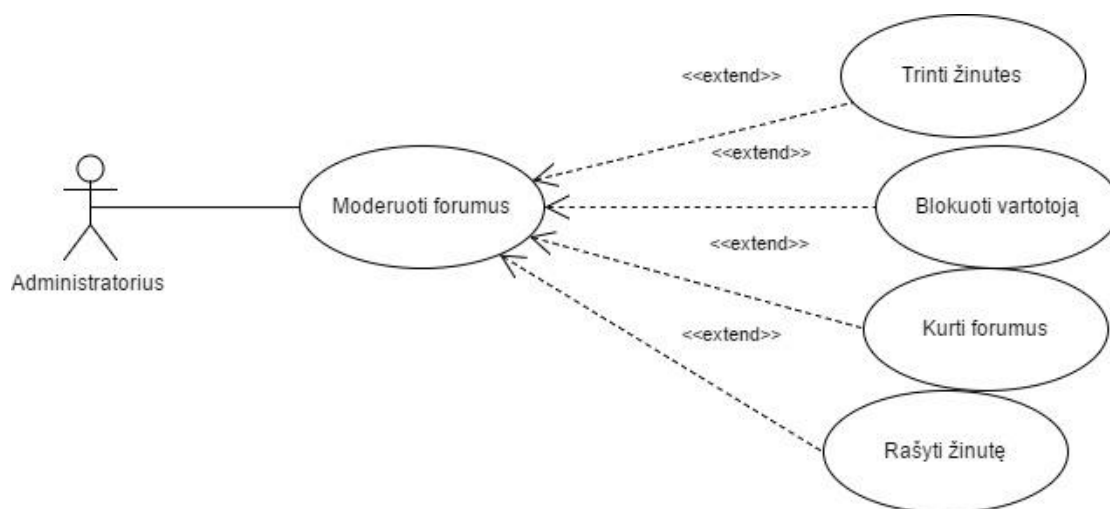 <<extend>>
Trinti žinutes
<<extend>>
Moderuoti forumus
Blokuoti vartotoją
<<extend>>
Administratorius
Kurti forumus
<<extend>>
Rašyti žinutę